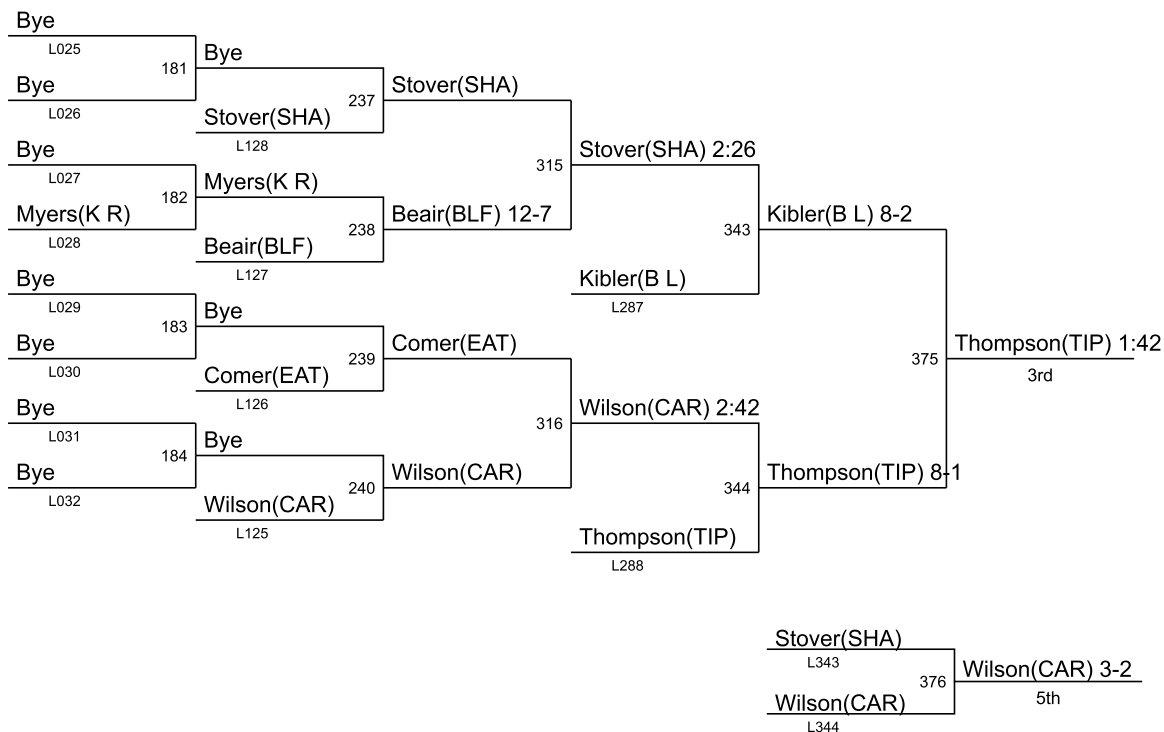 Bye
L025
181
Bye
Bye
L026
237
Stover(SHA)
Stover(SHA)
L128
Bye
L027
182
Myers(K R)
Myers(K R)
L028
238
Beair(BLF) 12-7
Beair(BLF)
L127
315
Stover(SHA) 2:26
343
Kibler(B L) 8-2
Kibler(B L)
L287
Bye
L029
183
Bye
Bye
L030
239
Comer(EAT)
Comer(EAT)
L126
Bye
L031
184
Bye
Bye
L032
240
Wilson(CAR)
Wilson(CAR)
L125
316
Wilson(CAR) 2:42
344
Thompson(TIP) 8-1
Thompson(TIP)
L288
375
Thompson(TIP) 1:42
3rd
Stover(SHA)
L343
376
Wilson(CAR) 3-2
5th
Wilson(CAR)
L344